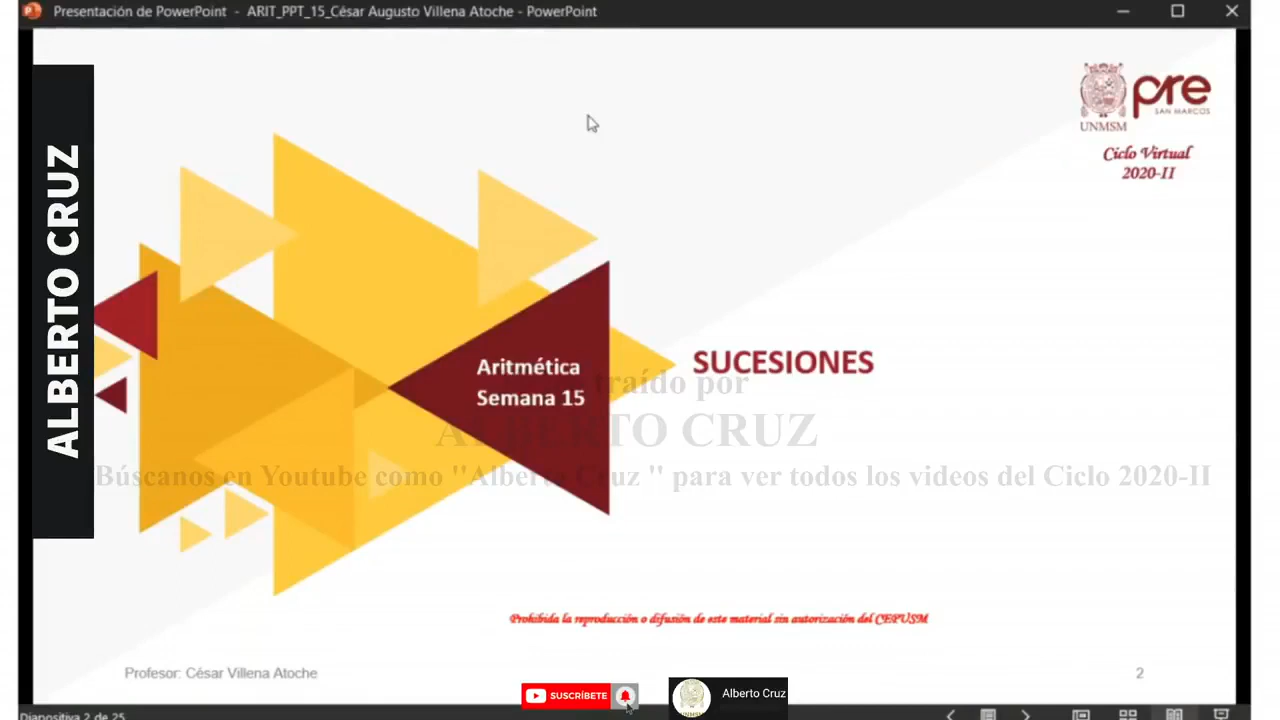 Presentación de PowerPoint - ARIT_PPT_15_César Augusto Villena Atoche - PowerPoint
ALBERTO CRUZ
UNMSM
pre
SAN MARCOS
Ciclo Virtual
2020-II
Aritmética
Semana 15
SUCESIONES
traído por
ALBERTO CRUZ
Búscanos en Youtube como "Alberto Cruz " para ver todos los videos del Ciclo 2020-II
Prohibida la reproducción o difusión de este material sin autorización del CEPUSM
Profesor: César Villena Atoche
2
SUSCRÍBETE
Alberto Cruz
UNMSM
Diapositiva 2 de 25